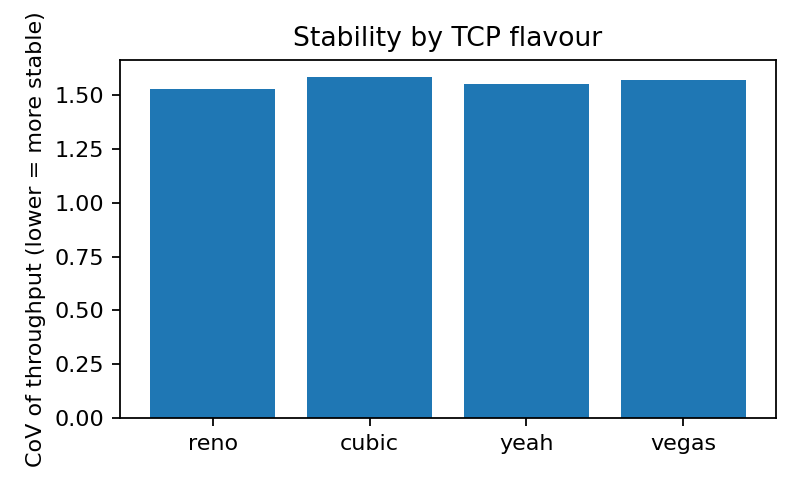 Stability by TCP flavour
CoV of throughput (lower = more stable)
1.50
1.25
1.00
0.75
0.50
0.25
0.00
reno
cubic
yeah
vegas